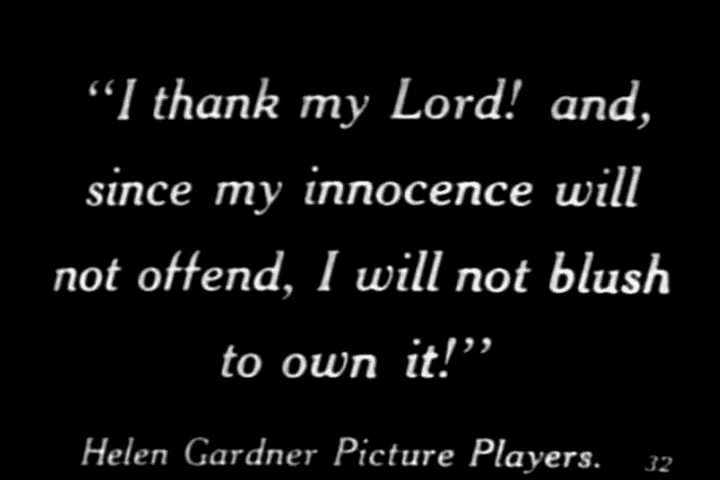 “I thank my Lord! and,
since my innocence will
not offend, I will not blush
to own it!”
Helen Gardner Picture Players. 32